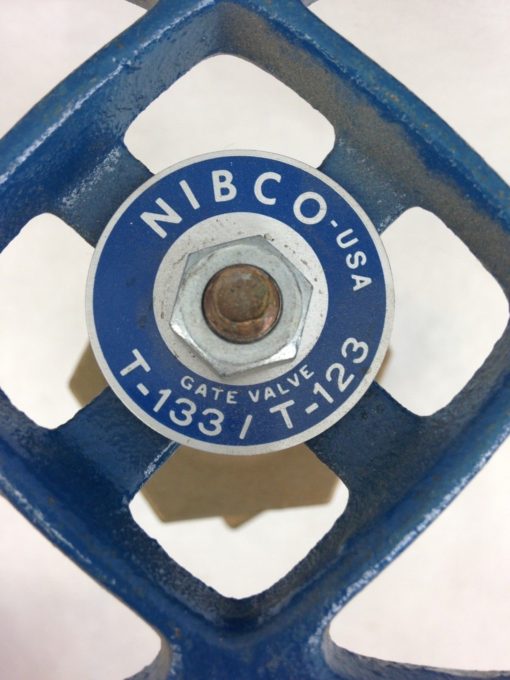 NIBCO-USA
GATE VALVE
T-133 / T-123